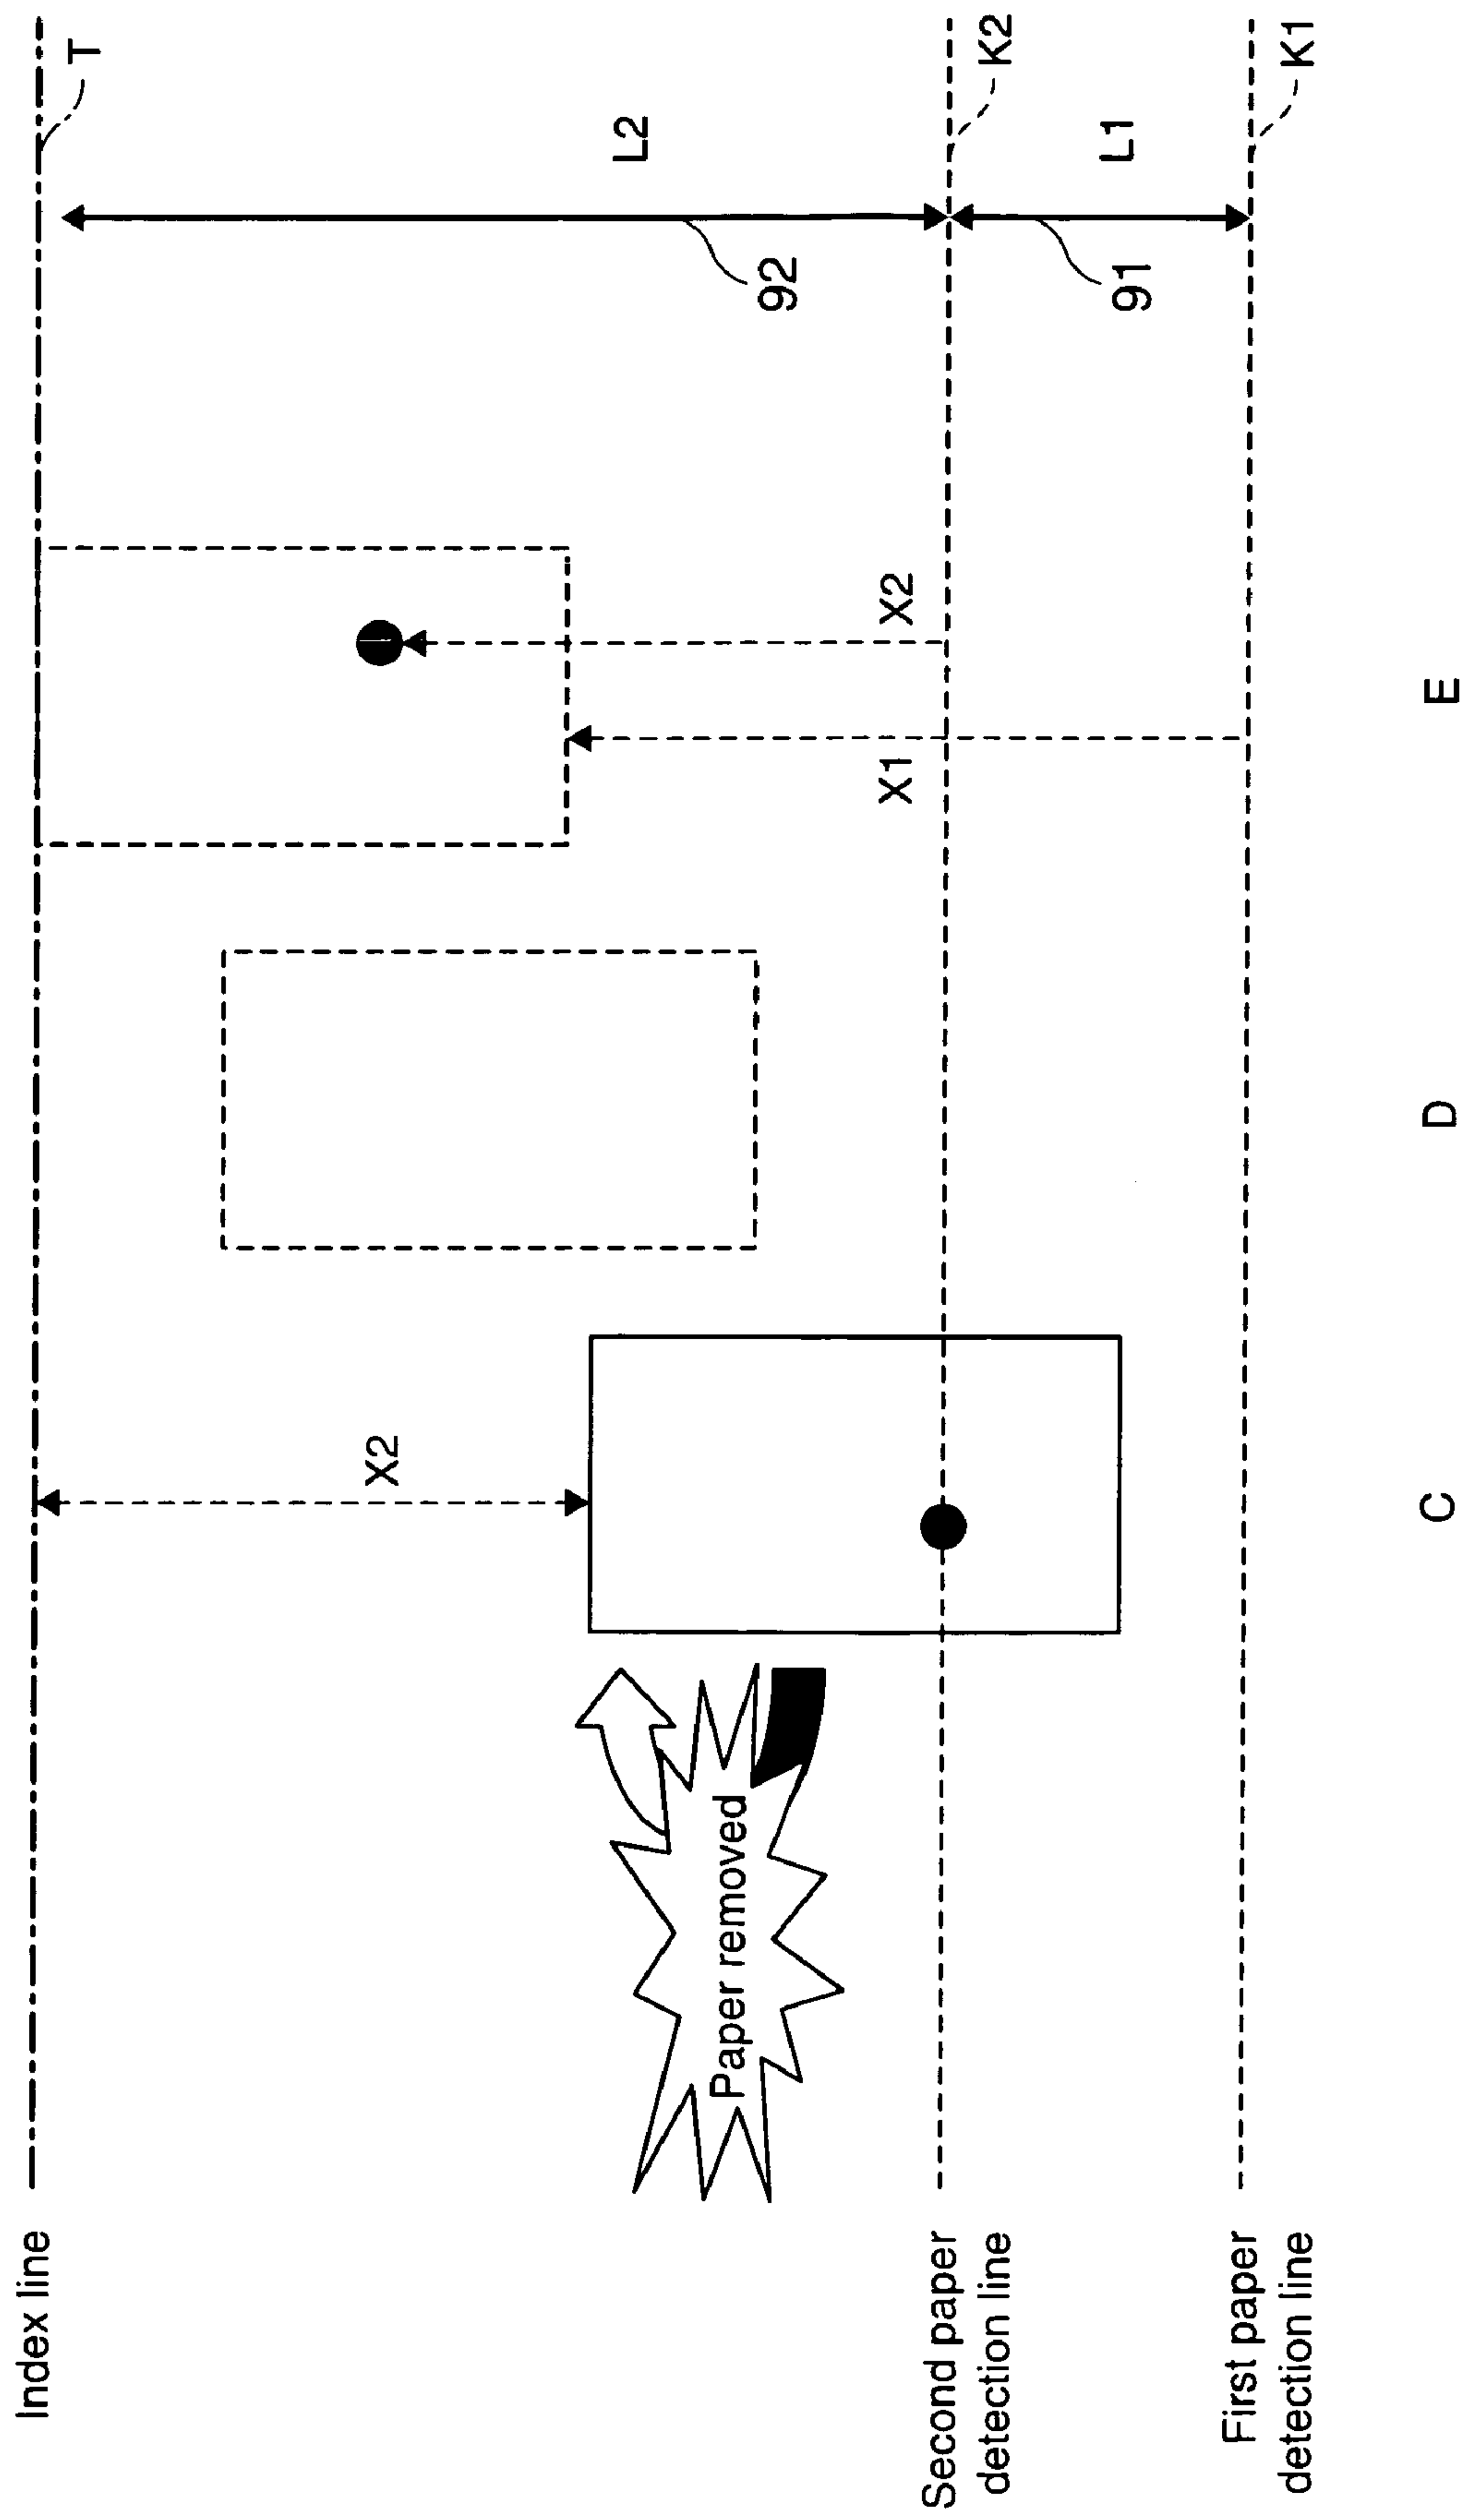 Index line
Second paper
detection line
First paper
detection line
Paper removed
X2
X1
X2
92
L2
91
L1
T
K2
K1
C
D
E